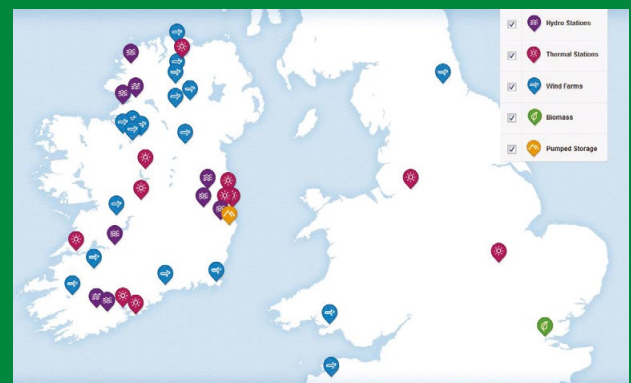 Hydro Stations
Thermal Stations
Wind Farms
Biomass
Pumped Storage